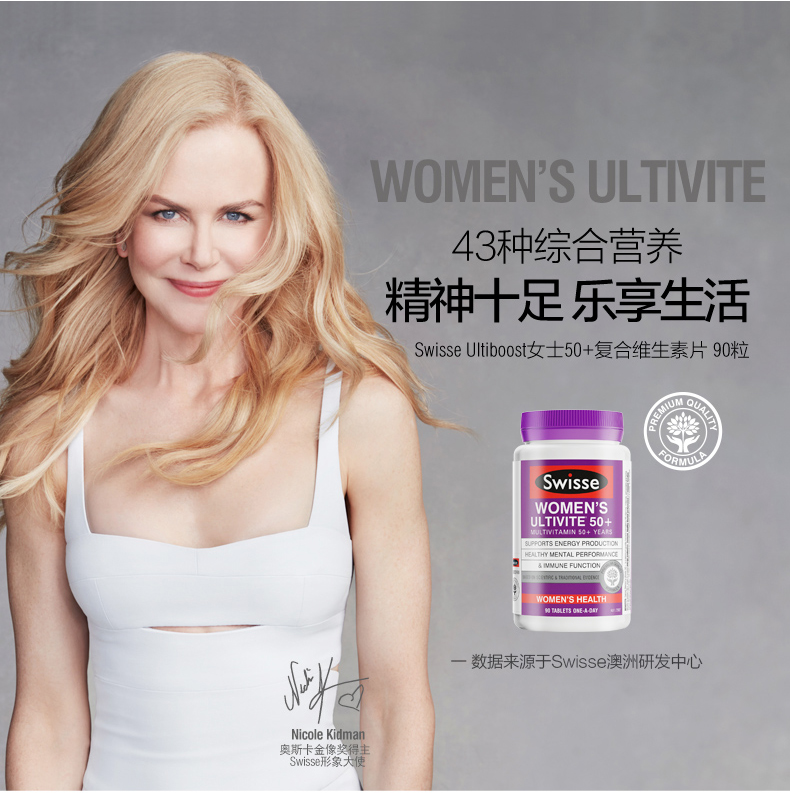 WOMEN'S ULTIVITE
43种综合营养
精神十足 乐享生活
Swisse Ultiboost女士50+复合维生素片 90粒
PREMIUM QUALITY
FORMULA
Swisse
WOMEN'S
ULTIVITE 50+
MULTIVITAMIN 50+ YEARS
SUPPORTS ENERGY PRODUCTION
HEALTHY MENTAL PERFORMANCE
& IMMUNE FUNCTION
WOMEN'S HEALTH
90 TABLETS ONE-A-DAY
一 数据来源于Swisse澳洲研发中心
Nicole Kidman
奥斯卡金像奖得主
Swisse形象大使